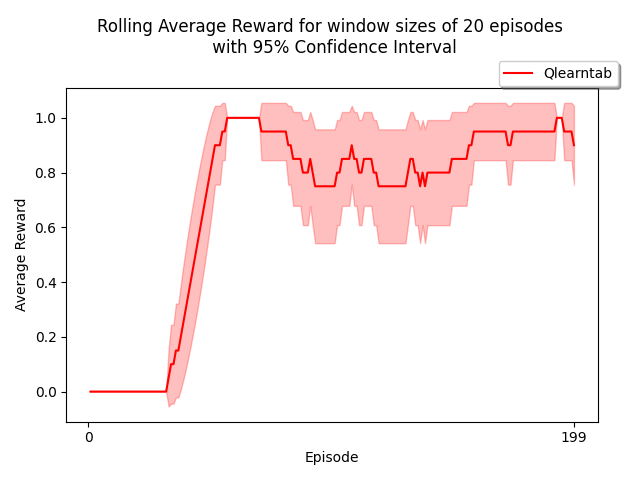 Rolling Average Reward for window sizes of 20 episodes
with 95% Confidence Interval
Qlearntab
1.0
0.8
0.6
0.4
0.2
0.0
Average Reward
0
199
Episode